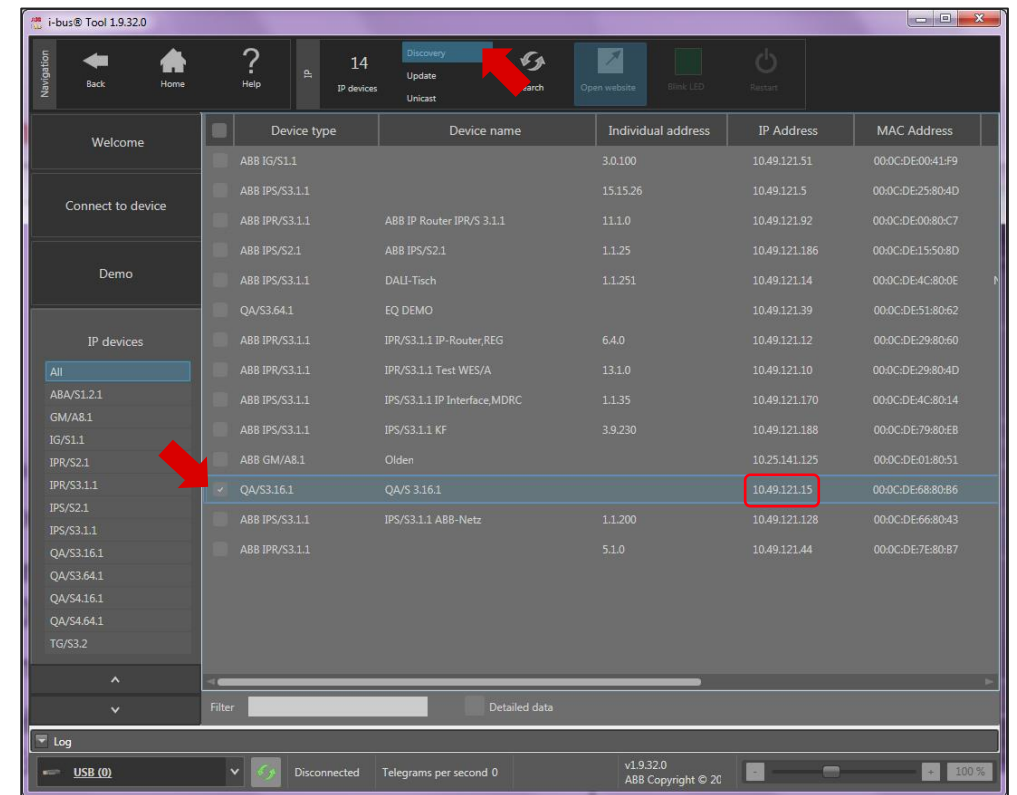 i-bus® Tool 1.9.32.0
Navigation
Back
Home
Help
IP
14
IP devices
Discovery
Update
Unicast
Open website
Blink LED
Restart
Welcome
Connect to device
Demo
IP devices
All
ABA/S1.2.1
GM/A8.1
IG/S1.1
IPR/S2.1
IPR/S3.1.1
IPS/S2.1
IPS/S3.1.1
QA/S3.16.1
QA/S3.64.1
QA/S4.16.1
QA/S4.64.1
TG/S3.2
Device type Device name Individual address IP Address MAC Address
ABB IG/S1.1 3.0.100 10.49.121.51 00:0C:DE:00:41:F9
ABB IPS/S3.1.1 15.15.26 10.49.121.5 00:0C:DE:25:80:4D
ABB IPR/S3.1.1 ABB IP Router IPR/S 3.1.1 11.1.0 10.49.121.92 00:0C:DE:00:80:C7
ABB IPS/S2.1 ABB IPS/S2.1 1.1.25 10.49.121.186 00:0C:DE:15:50:8D
ABB IPS/S3.1.1 DALI-Tisch 1.1.251 10.49.121.14 00:0C:DE:4C:80:0E
QA/S3.64.1 EQ DEMO 10.49.121.39 00:0C:DE:51:80:62
ABB IPR/S3.1.1 IPR/S3.1.1 IP-Router,REG 6.4.0 10.49.121.12 00:0C:DE:29:80:60
ABB IPR/S3.1.1 IPR/S3.1.1 Test WES/A 13.1.0 10.49.121.10 00:0C:DE:29:80:4D
ABB IPS/S3.1.1 IPS/S3.1.1 IP Interface,MDRC 1.1.35 10.49.121.170 00:0C:DE:4C:80:14
ABB IPS/S3.1.1 IPS/S3.1.1 KF 3.9.230 10.49.121.188 00:0C:DE:79:80:EB
ABB GM/A8.1 Olden 10.25.141.125 00:0C:DE:01:80:51
QA/S3.16.1 QA/S 3.16.1 10.49.121.15 00:0C:DE:68:80:B6
ABB IPS/S3.1.1 IPS/S3.1.1 ABB-Netz 1.1.200 10.49.121.128 00:0C:DE:66:80:43
ABB IPR/S3.1.1 5.1.0 10.49.121.44 00:0C:DE:7E:80:B7
Filter
Detailed data
Log
USB (0)
Disconnected
Telegrams per second 0
v1.9.32.0
ABB Copyright © 20
100 %